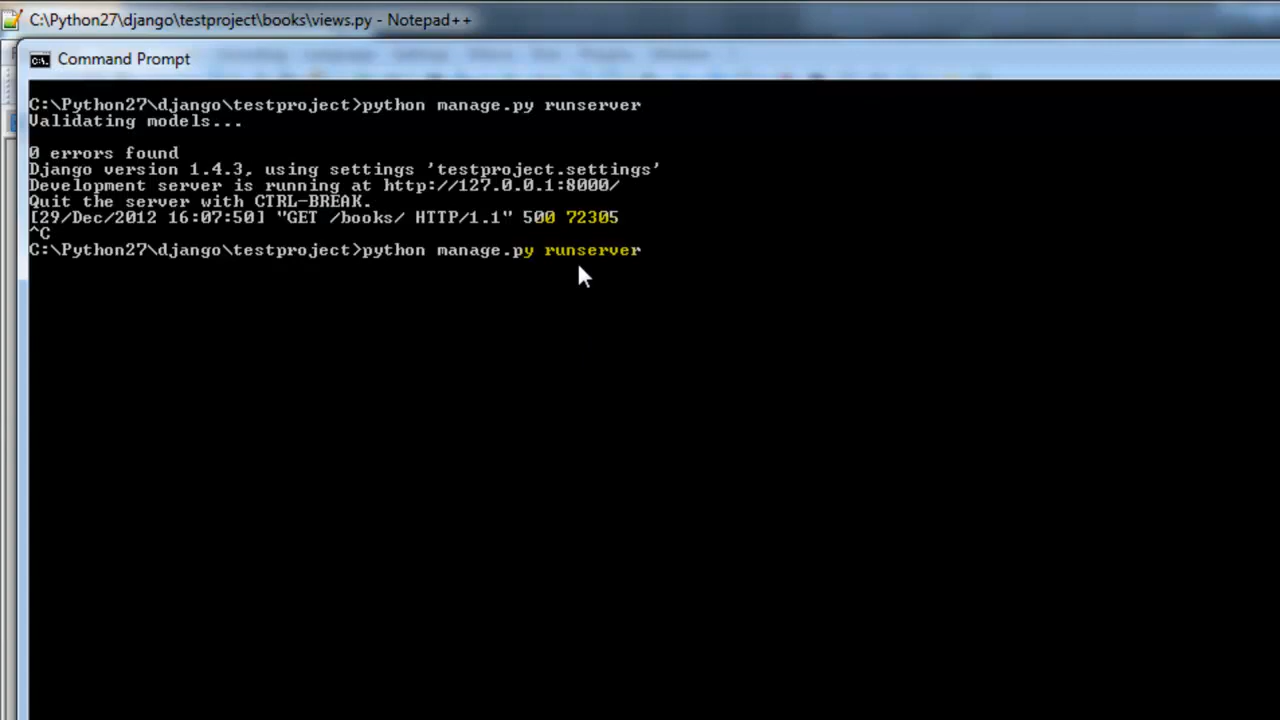 C:\Python27\django\testproject\books\views.py - Notepad++
Command Prompt
C:\Python27\django\testproject>python manage.py runserver
Validating models...
0 errors found
Django version 1.4.3, using settings 'testproject.settings'
Development server is running at http://127.0.0.1:8000/
Quit the server with CTRL-BREAK.
[29/Dec/2012 16:07:50] "GET /books/ HTTP/1.1" 500 72305
^C
C:\Python27\django\testproject>python manage.py runserver